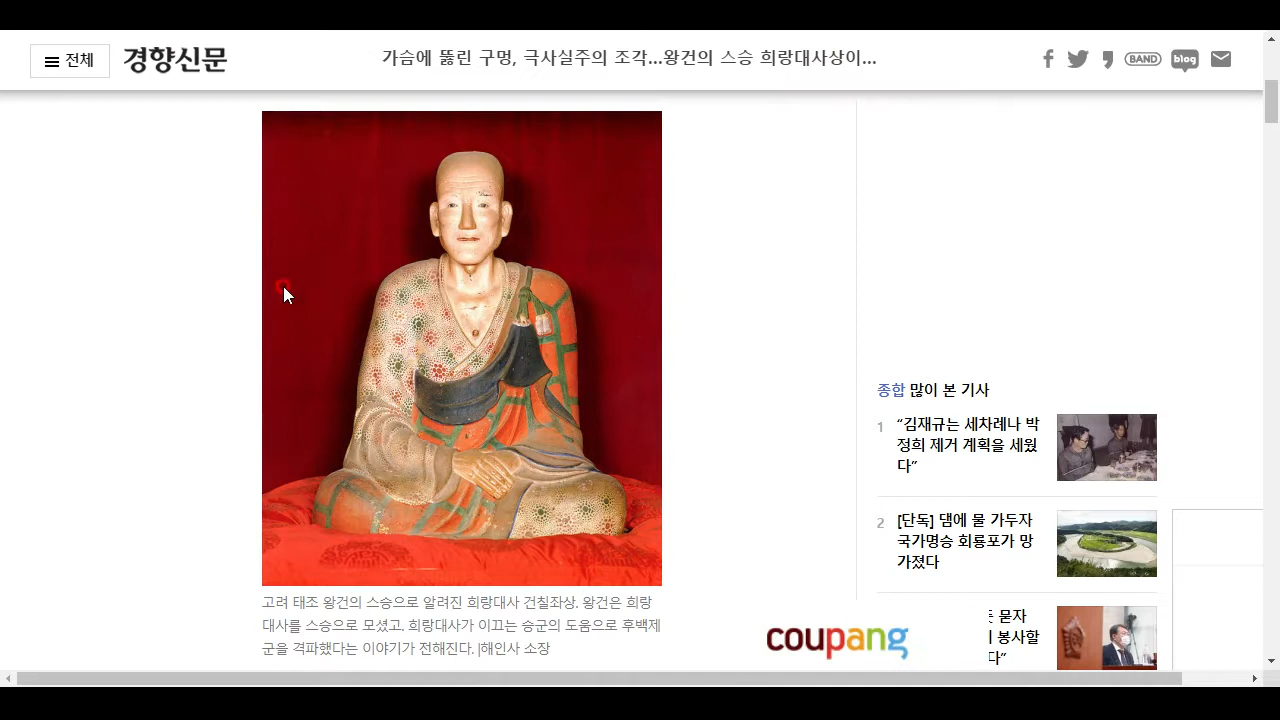 전체
경향신문
가슴에 뚫린 구멍, 극사실주의 조각...왕건의 스승 희랑대사상이...
BAND
blog
고려 태조 왕건의 스승으로 알려진 희랑대사 건칠좌상. 왕건은 희랑
대사를 스승으로 모셨고, 희랑대사가 이끄는 승군의 도움으로 후백제
군을 격파했다는 이야기가 전해진다. |해인사 소장
종합 많이 본 기사
1
“김재규는 세차례나 박
정희 제거 계획을 세웠
다”
2
[단독] 댐에 물 가두자
국가명승 회룡포가 망
가졌다
묻자
봉사할
다”
coupang